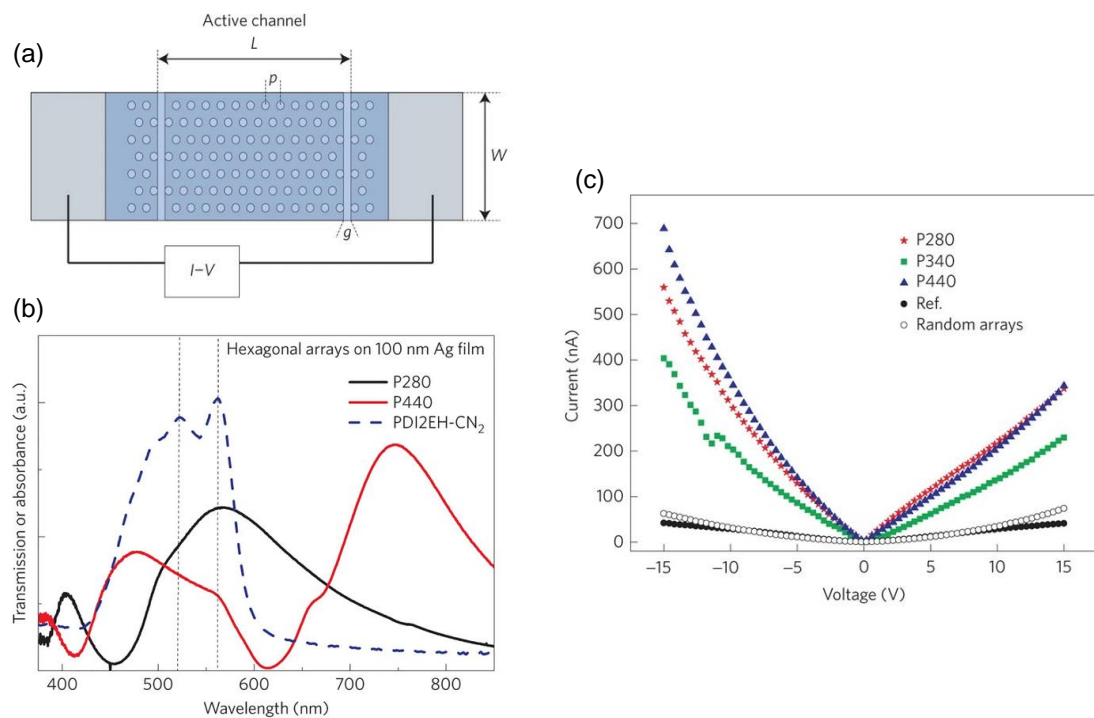 (a)
Active channel
L
p
W
g
I–V
(b)
Transmission or absorbance (a.u.)
Hexagonal arrays on 100 nm Ag film
P280
P440
PDI2EH-CN₂
400 500 600 700 800
Wavelength (nm)
(c)
Current (nA)
700
600
500
400
300
200
100
0
P280
P340
P440
Ref.
Random arrays
–15 –10 –5 0 5 10 15
Voltage (V)